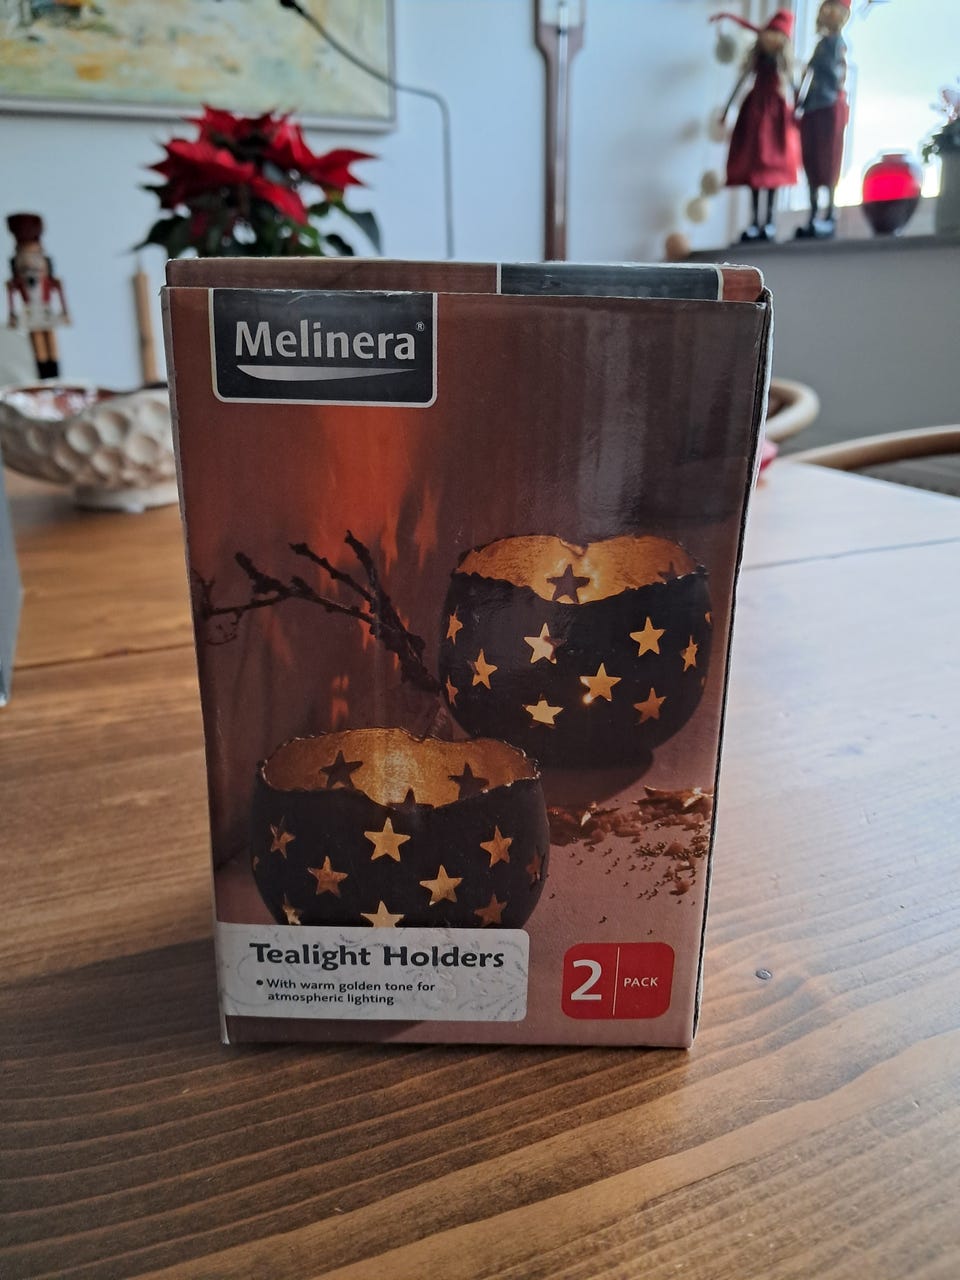 Melinera®
Tealight Holders
• With warm golden tone for
atmospheric lighting
2 PACK